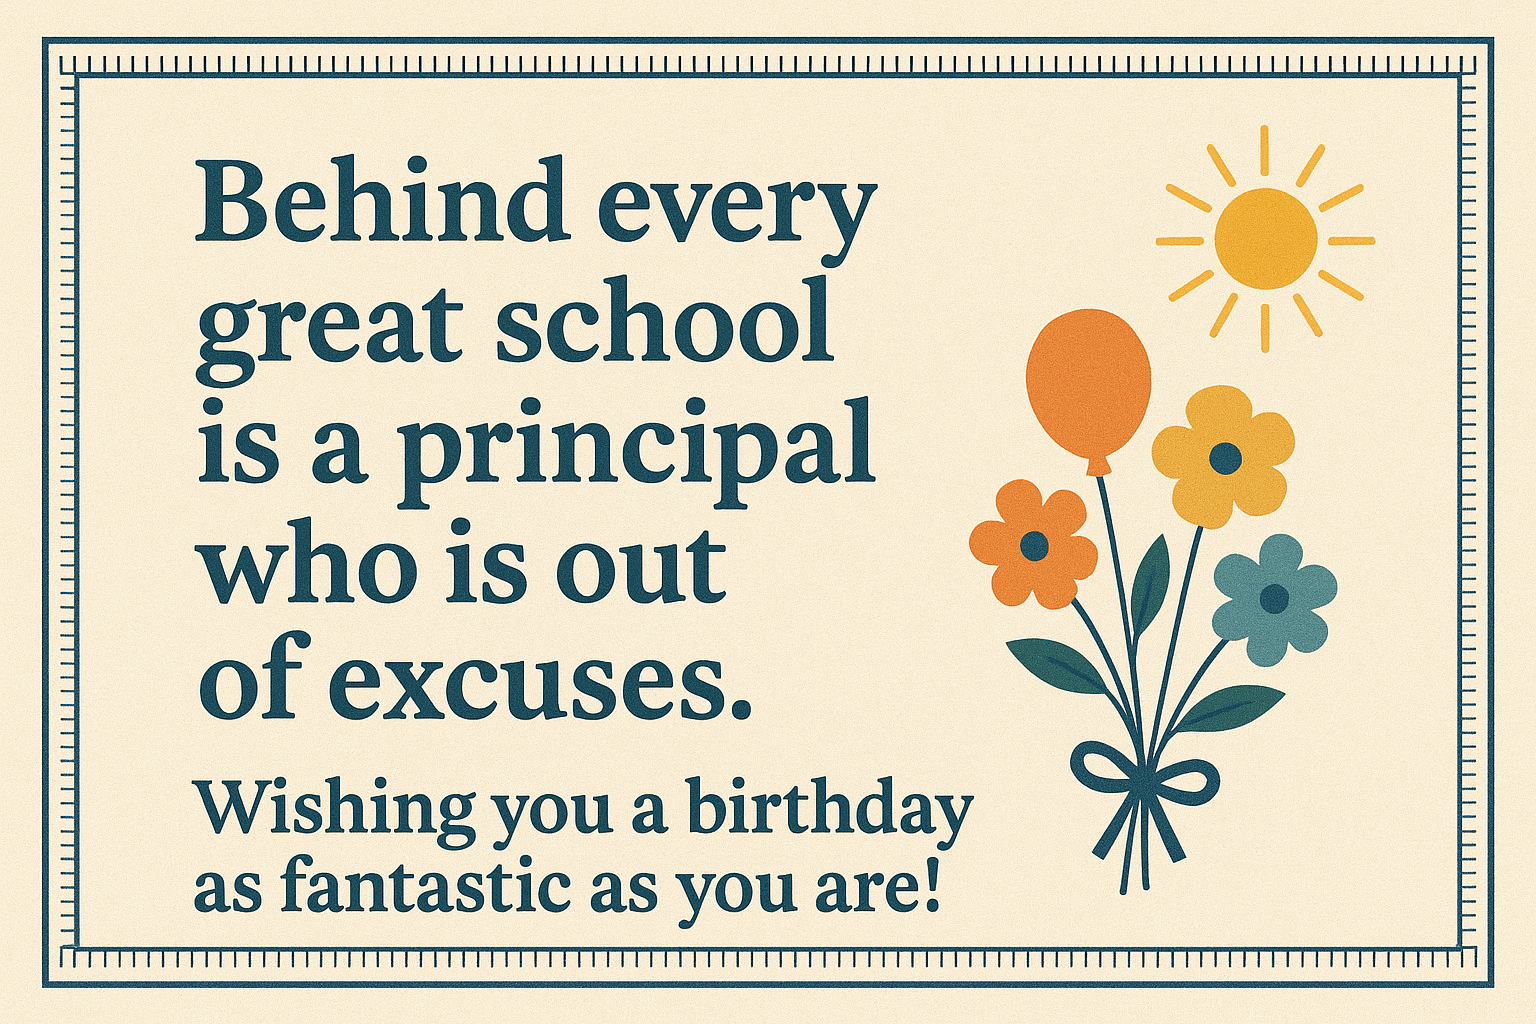 Behind every
great school
is a principal
who is out
of excuses.
Wishing you a birthday
as fantastic as you are!